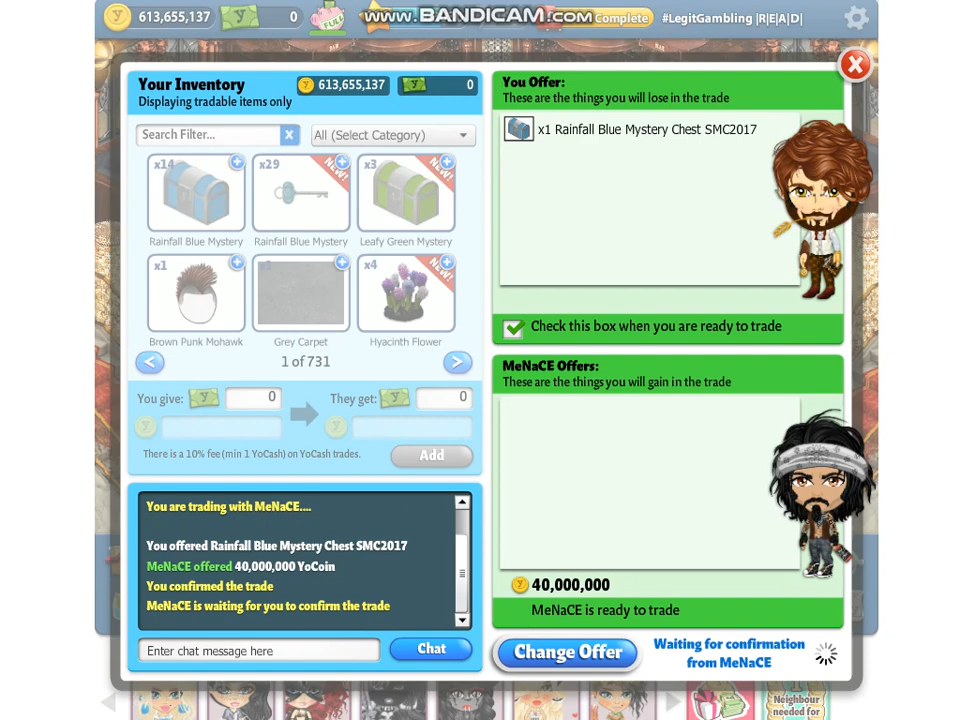 613,655,137
0
FULL
www.BANDICAM.com
Complete
#LegitGambling |R|E|A|D|
Your Inventory
613,655,137
0
Displaying tradable items only
Search Filter...
x
All (Select Category)
x14
x29
NEW!
x3
NEW!
Rainfall Blue Mystery
Rainfall Blue Mystery
Leafy Green Mystery
x1
x4
NEW!
Brown Punk Mohawk
Grey Carpet
Hyacinth Flower
1 of 731
You give:
0
They get:
0
There is a 10% fee (min 1 YoCash) on YoCash trades.
Add
You are trading with MeNaCE....
You offered Rainfall Blue Mystery Chest SMC2017
MeNaCE offered 40,000,000 YoCoin
You confirmed the trade
MeNaCE is waiting for you to confirm the trade
Enter chat message here
Chat
You Offer:
These are the things you will lose in the trade
x1 Rainfall Blue Mystery Chest SMC2017
Check this box when you are ready to trade
MeNaCE Offers:
These are the things you will gain in the trade
40,000,000
MeNaCE is ready to trade
Change Offer
Waiting for confirmation
from MeNaCE
Neighbour
needed for